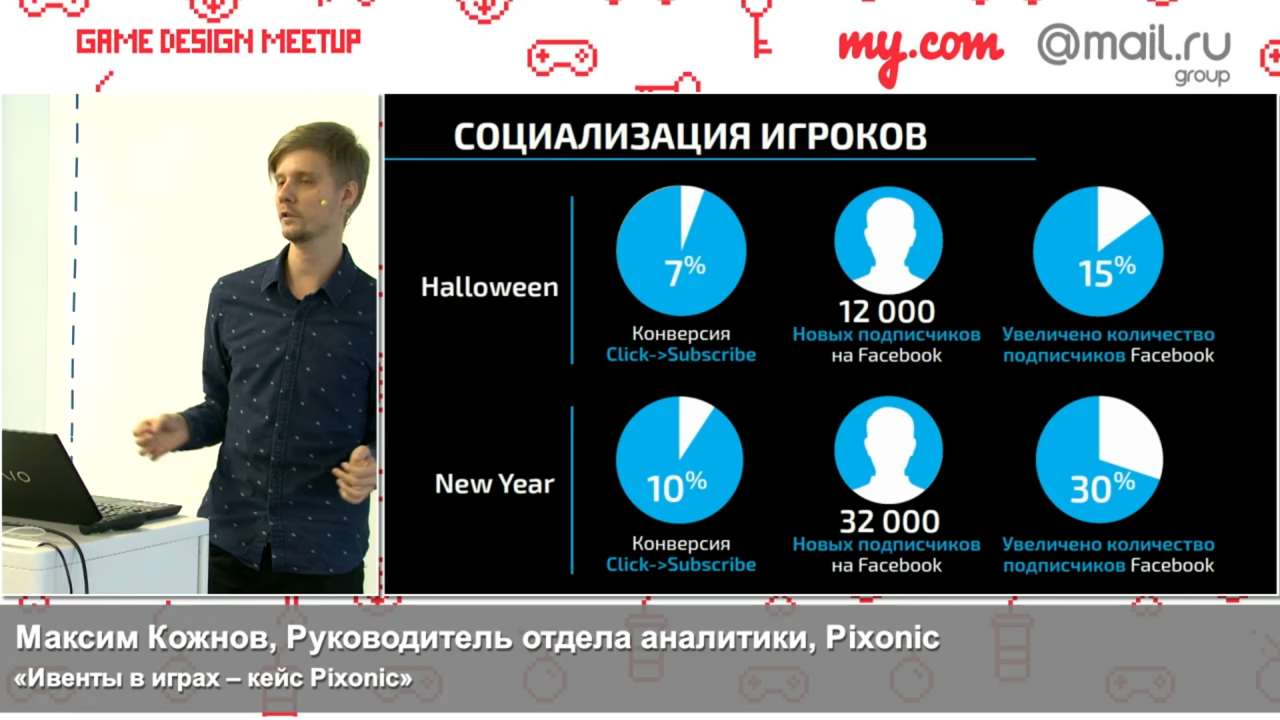 GAME DESIGN MEETUP
my.com
@mail.ru
group
СОЦИАЛИЗАЦИЯ ИГРОКОВ
Halloween
7%
Конверсия
Click->Subscribe
12 000
Новых подписчиков
на Facebook
15%
Увеличено количество
подписчиков Facebook
New Year
10%
Конверсия
Click->Subscribe
32 000
Новых подписчиков
на Facebook
30%
Увеличено количество
подписчиков Facebook
Максим Кожнов, Руководитель отдела аналитики, Pixonic
«Ивенты в играх – кейс Pixonic»